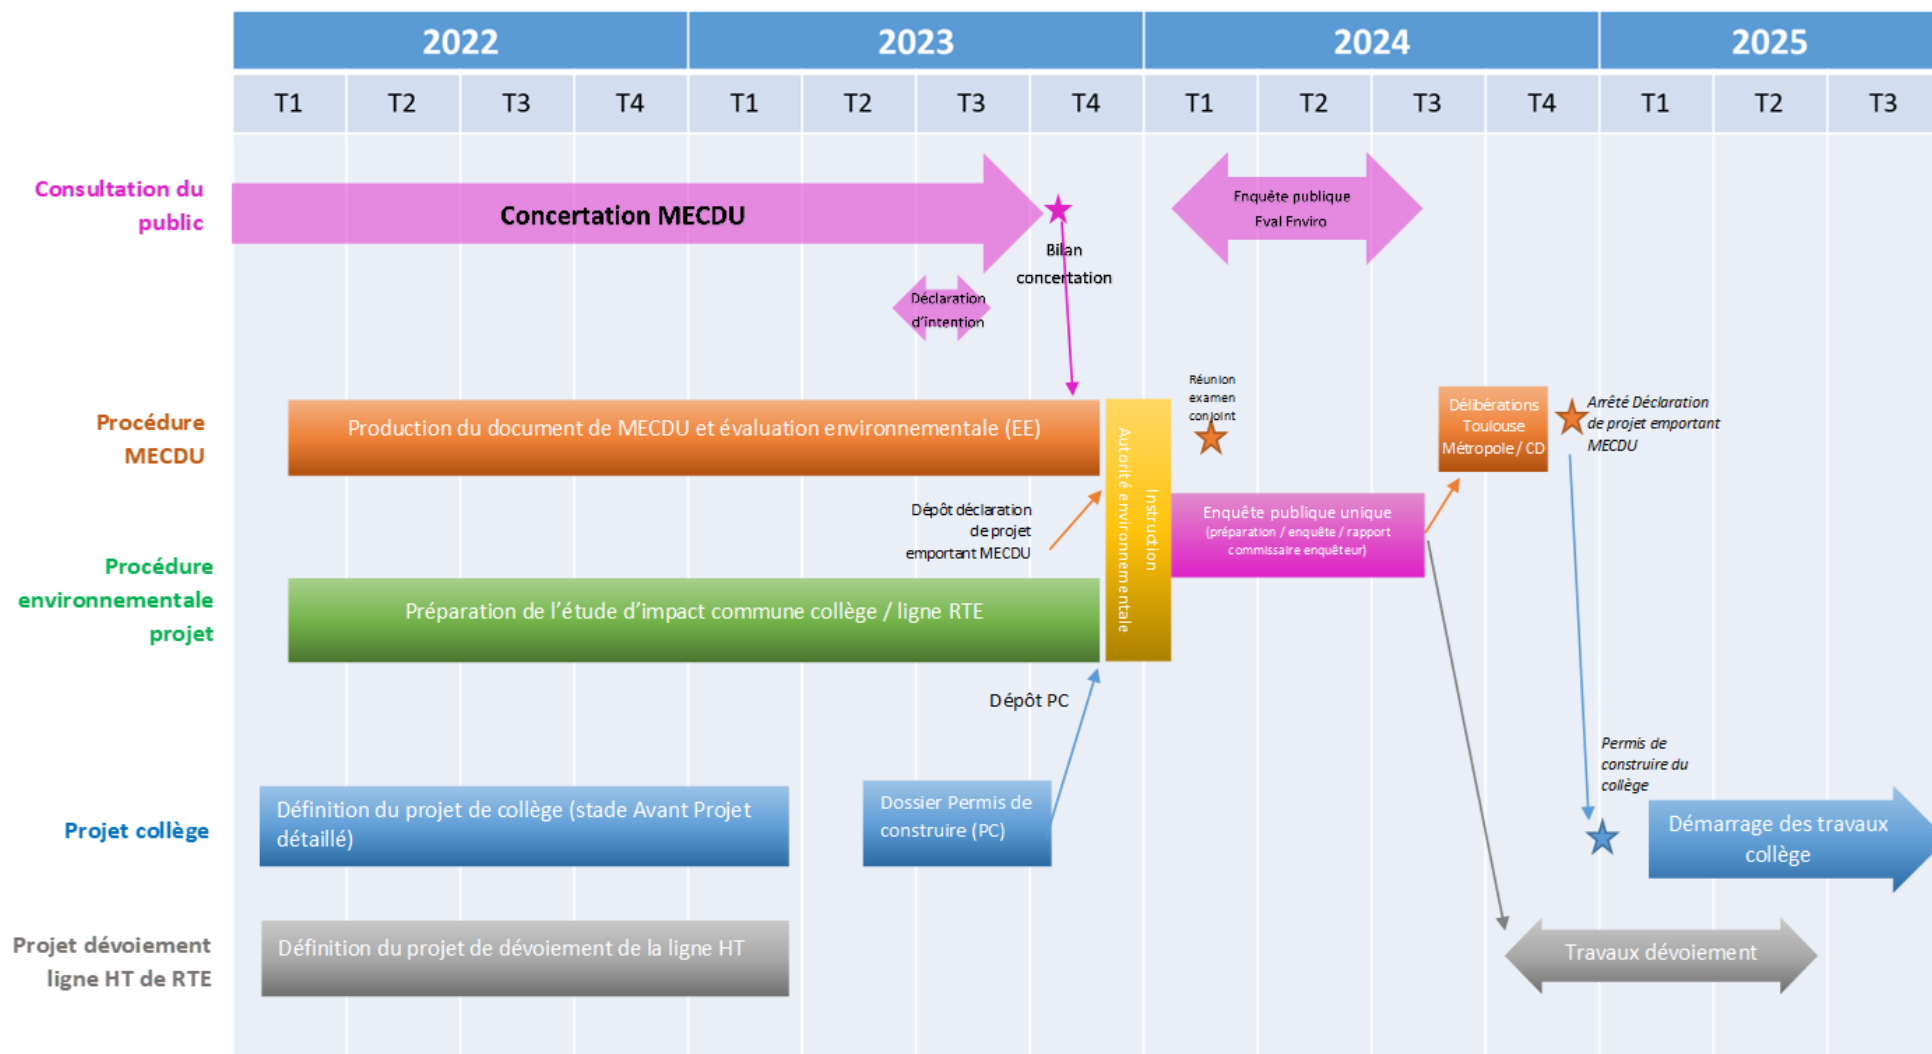 2022
2023
2024
2025
T1
T2
T3
T4
T1
T2
T3
T4
T1
T2
T3
T4
T1
T2
T3
Consultation du
public
Concertation MECDU
Bilan
concertation
Enquête publique
Eval Enviro
Déclaration
d'intention
Procédure
MECDU
Production du document de MECDU et évaluation environnementale (EE)
Autorité environnementale
Instruction
Réunion
examen
conjoint
Délibérations
Toulouse
Métropole / CD
Arrêté Déclaration
de projet emportant
MECDU
Dépôt déclaration
de projet
emportant MECDU
Enquête publique unique
(préparation / enquête / rapport
commissaire enquêteur)
Procédure
environnementale
projet
Préparation de l'étude d'impact commune collège / ligne RTE
Dépôt PC
Projet collège
Définition du projet de collège (stade Avant Projet
détaillé)
Dossier Permis de
construire (PC)
Permis de
construire du
collège
Démarrage des travaux
collège
Projet dévoiement
ligne HT de RTE
Définition du projet de dévoiement de la ligne HT
Travaux dévoiement